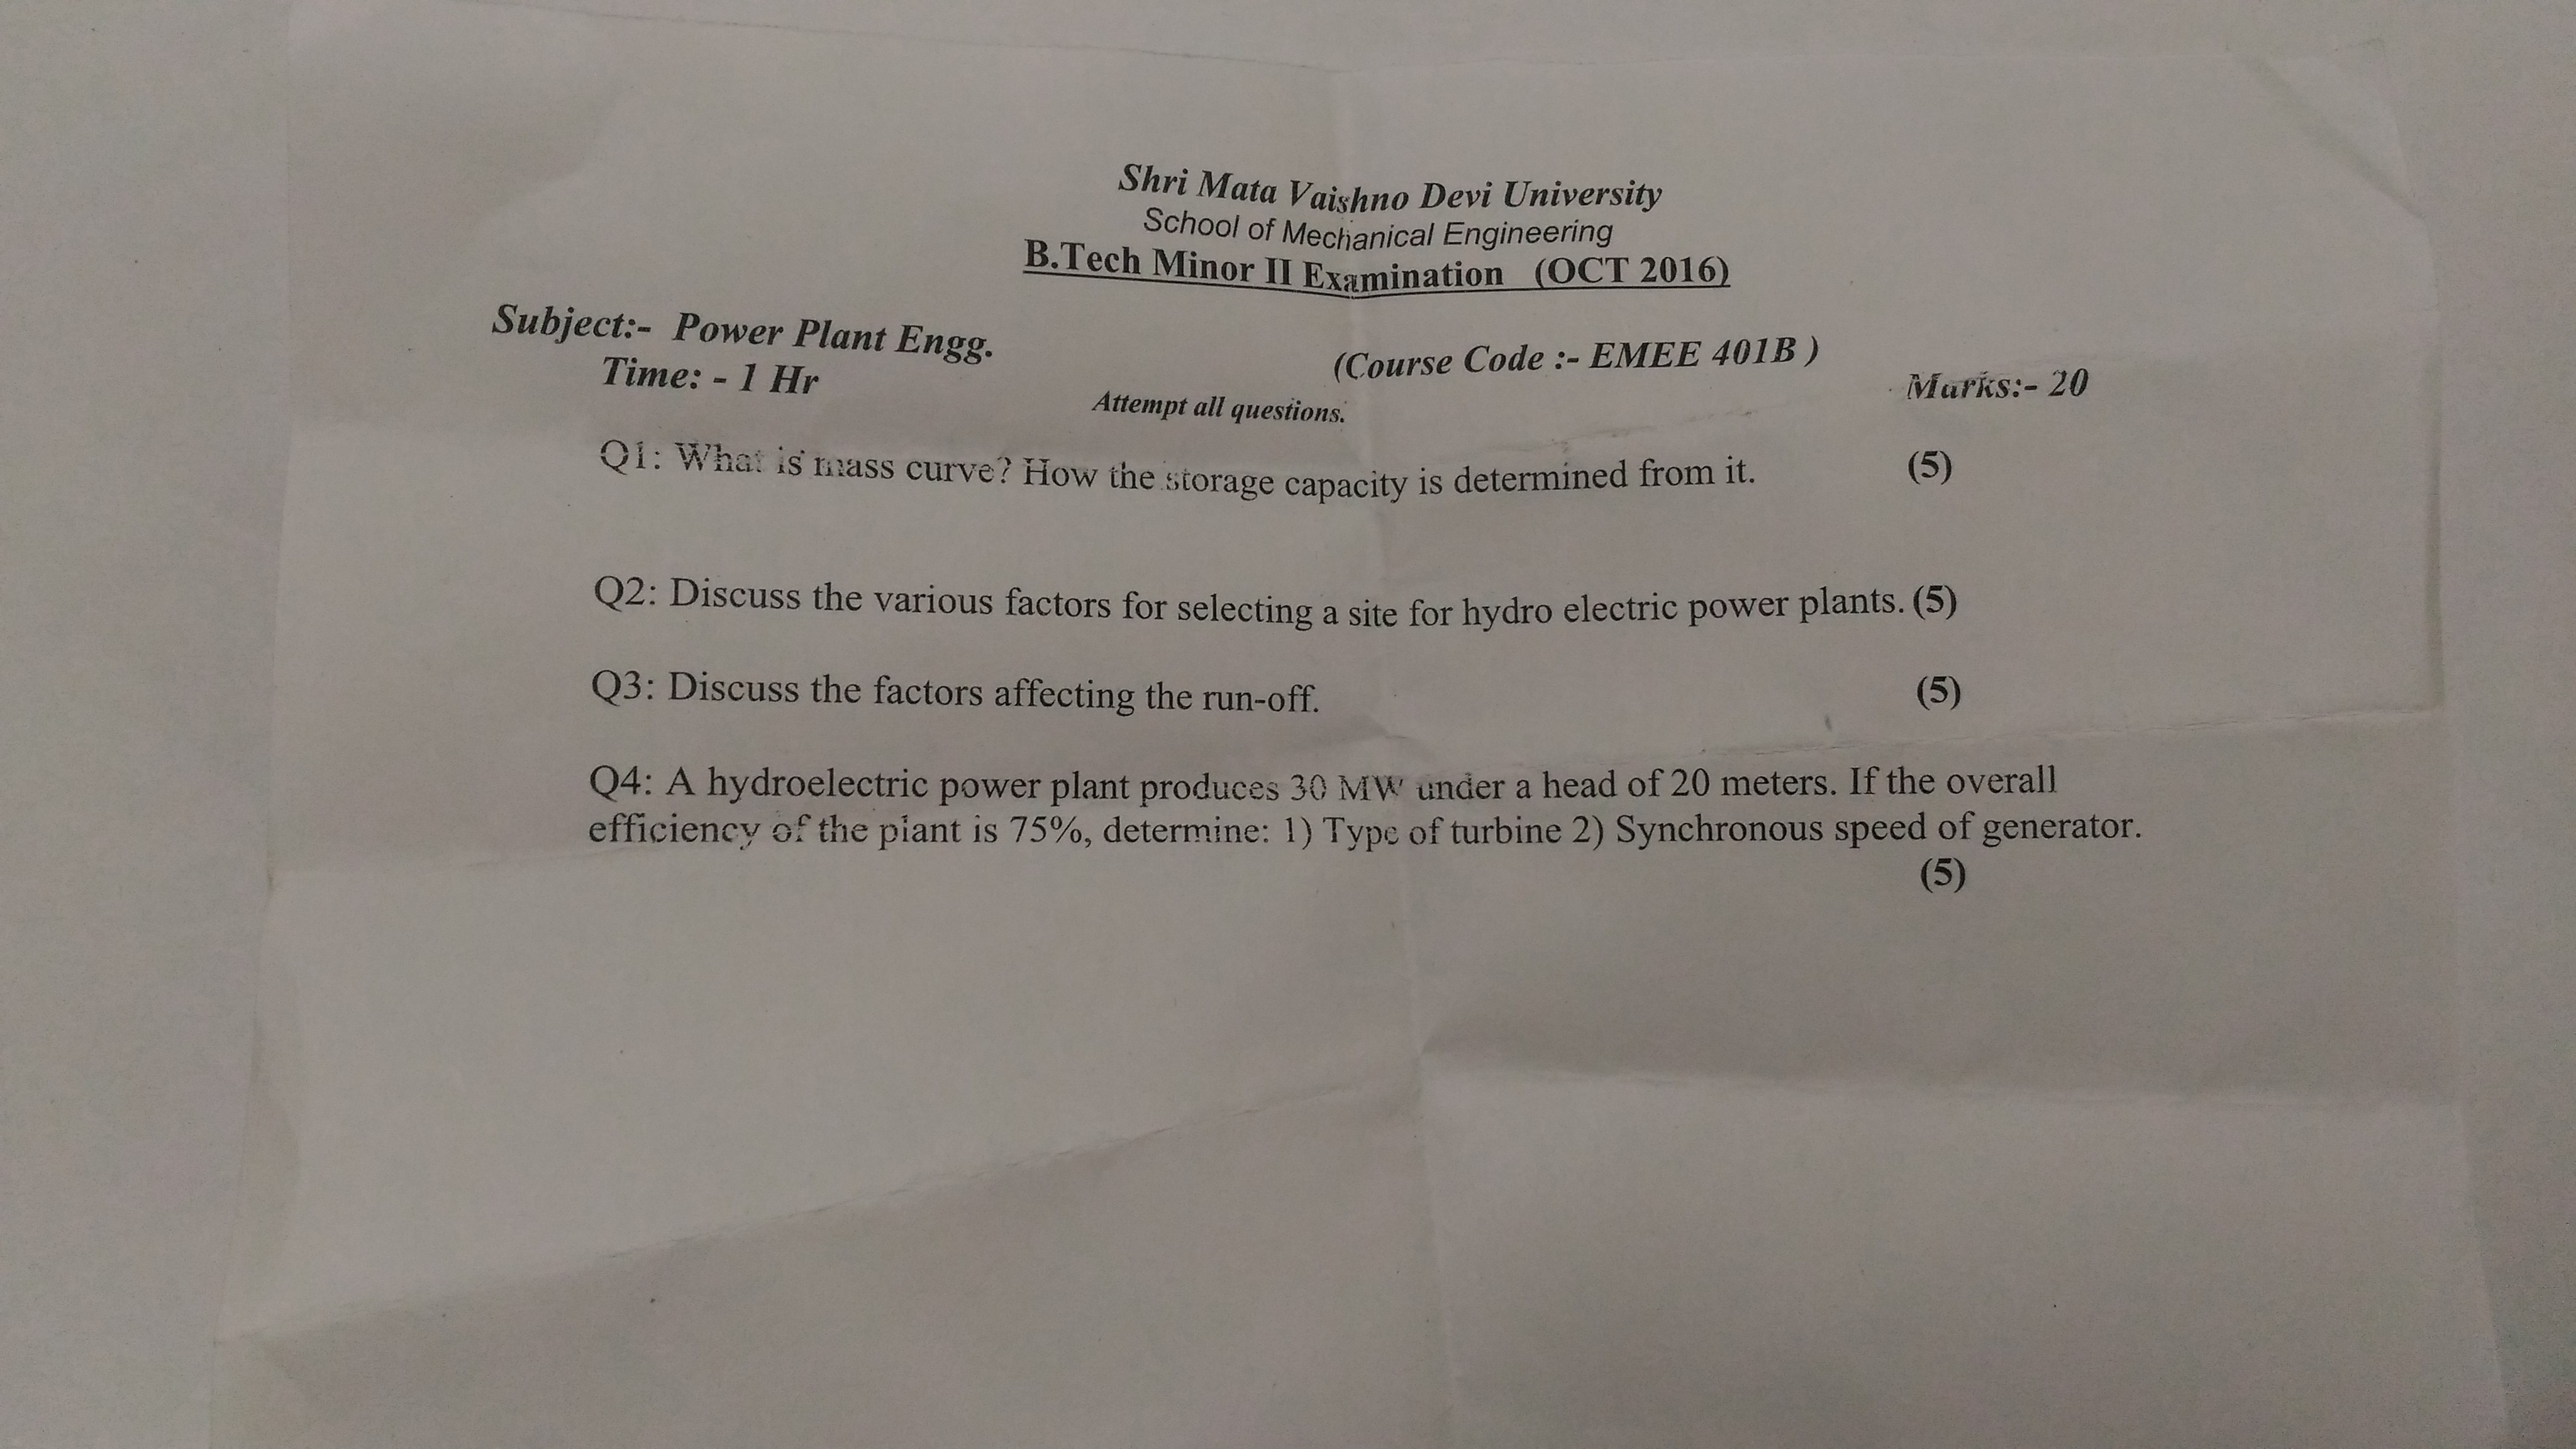 Shri Mata Vaishno Devi University
School of Mechanical Engineering
B.Tech Minor II Examination (OCT 2016)
Subject:- Power Plant Engg.
(Course Code :- EMEE 401B )
Time: - 1 Hr
Marks:- 20
Attempt all questions.
Q1: What is mass curve? How the storage capacity is determined from it. (5)
Q2: Discuss the various factors for selecting a site for hydro electric power plants. (5)
Q3: Discuss the factors affecting the run-off. (5)
Q4: A hydroelectric power plant produces 30 MW under a head of 20 meters. If the overall
efficiency of the plant is 75%, determine: 1) Type of turbine 2) Synchronous speed of generator.
(5)